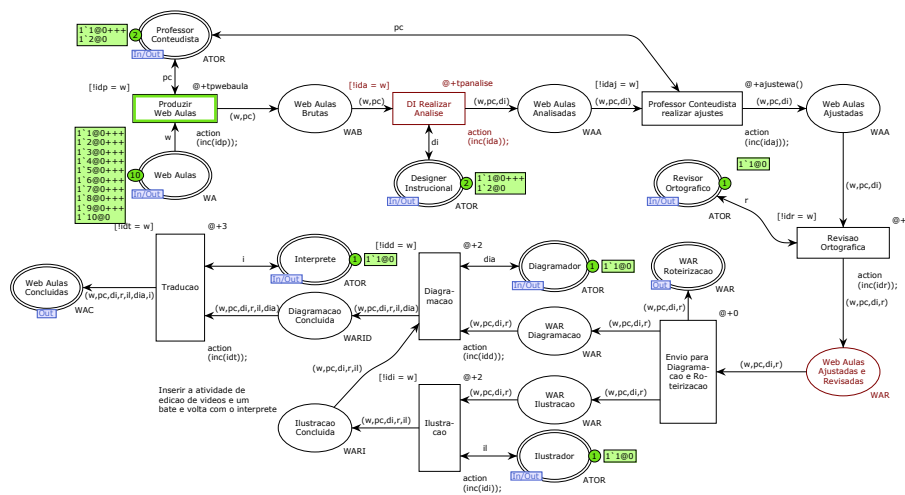 1`1@0+++
1`2@0
2
Professor
Conteudista
In/Out
ATOR
pc
pc
[!idp = w]
@+tpwebaula
Produzir
Web Aulas
(w,pc)
action
(inc(idp));
w
1`1@0+++
1`2@0+++
1`3@0+++
1`4@0+++
1`5@0+++
1`6@0+++
1`7@0+++
1`8@0+++
1`9@0+++
1`10@0
10
Web Aulas
In/Out
WA
Web Aulas
Brutas
WAB
[!ida = w]
(w,pc)
@+tpanalise
DI Realizar
Analise
(w,pc,di)
action
(inc(ida));
di
Designer
Instrucional
2
1`1@0+++
1`2@0
In/Out
ATOR
Web Aulas
Analisadas
WAA
[!idaj = w]
(w,pc,di)
@+ajustewa()
Professor Conteudista
realizar ajustes
(w,pc,di)
action
(inc(idaj));
Web Aulas
Ajustadas
WAA
(w,pc,di)
Revisor
Ortografico
1
1`1@0
In/Out
ATOR
r
[!idr = w]
@+
Revisao
Ortografica
action
(inc(idr));
(w,pc,di,r)
Web Aulas
Ajustadas e
Revisadas
WAR
(w,pc,di,r)
@+0
Envio para
Diagrama-
cao e Ro-
teirizacao
(w,pc,di,r)
WAR
Roteirizacao
Out
WAR
(w,pc,di,r)
WAR
Diagramacao
WAR
(w,pc,di,r)
(w,pc,di,r)
WAR
Ilustracao
WAR
(w,pc,di,r)
[!idd = w]
@+2
Diagra-
macao
action
(inc(idd));
dia
Diagramador
1
1`1@0
In/Out
ATOR
[!idi = w]
@+2
Ilustra-
cao
action
(inc(idi));
il
Ilustrador
1
1`1@0
In/Out
ATOR
(w,pc,di,r,il)
Ilustracao
Concluida
WARI
(w,pc,di,r,il)
(w,pc,di,r,il,dia)
Diagramacao
Concluida
WARID
(w,pc,di,r,il,dia)
[!idt = w]
@+3
Traducao
action
(inc(idt));
i
Interprete
1
1`1@0
In/Out
ATOR
(w,pc,di,r,il,dia,i)
Web Aulas
Concluidas
Out
WAC
Inserir a atividade de
edicao de videos e um
bate e volta com o interprete